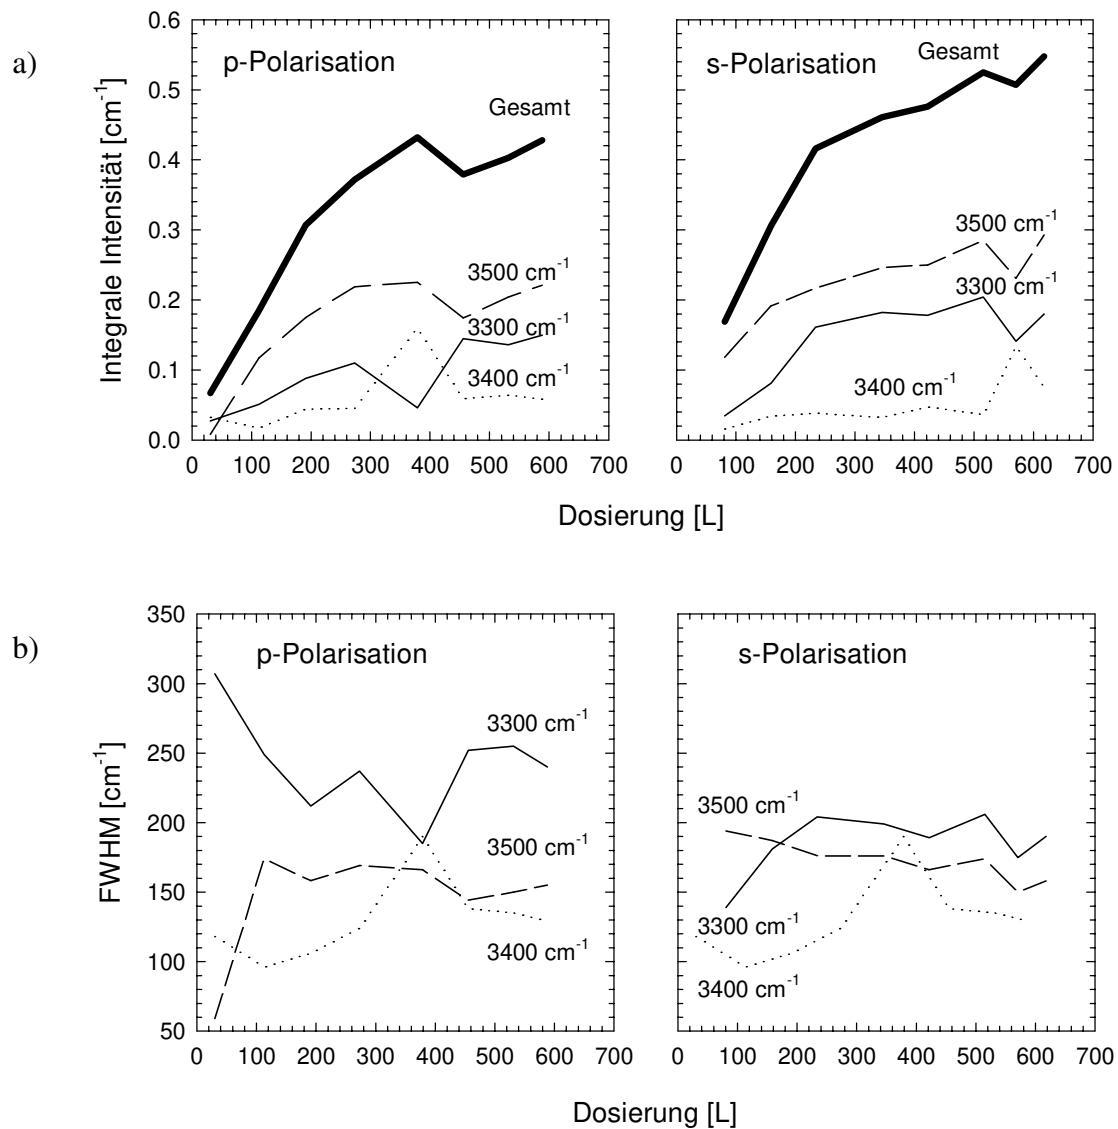 a)
p-Polarisation
s-Polarisation
Gesamt
Gesamt
3500 cm⁻¹
3300 cm⁻¹
3400 cm⁻¹
3500 cm⁻¹
3300 cm⁻¹
3400 cm⁻¹
Integrale Intensität [cm⁻¹]
0.6
0.5
0.4
0.3
0.2
0.1
0.0
0 100 200 300 400 500 600 700
0 100 200 300 400 500 600 700
Dosierung [L]
b)
p-Polarisation
s-Polarisation
3300 cm⁻¹
3500 cm⁻¹
3400 cm⁻¹
3500 cm⁻¹
3300 cm⁻¹
3400 cm⁻¹
FWHM [cm⁻¹]
350
300
250
200
150
100
50
0 100 200 300 400 500 600 700
0 100 200 300 400 500 600 700
Dosierung [L]